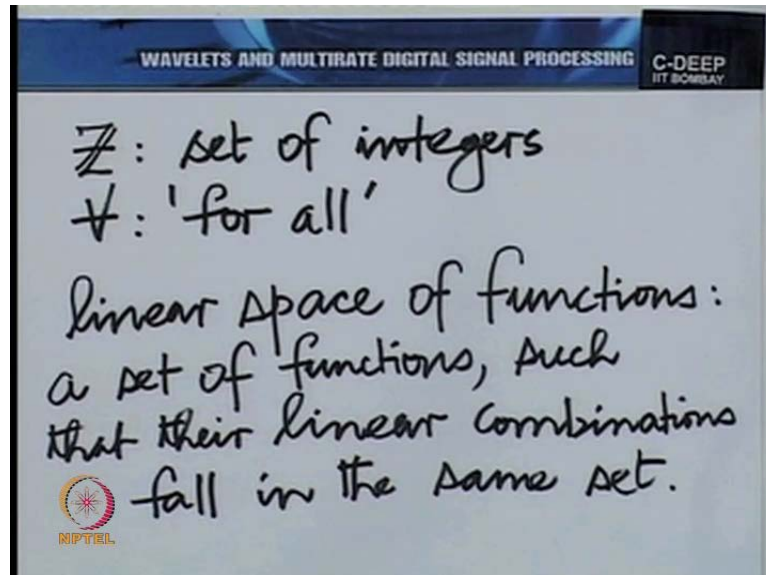 WAVELETS AND MULTIRATE DIGITAL SIGNAL PROCESSING
C-DEEP
IIT BOMBAY
ℤ: set of integers
∀: 'for all'
linear space of functions:
a set of functions, such
that their linear combinations
fall in the same set.
NPTEL